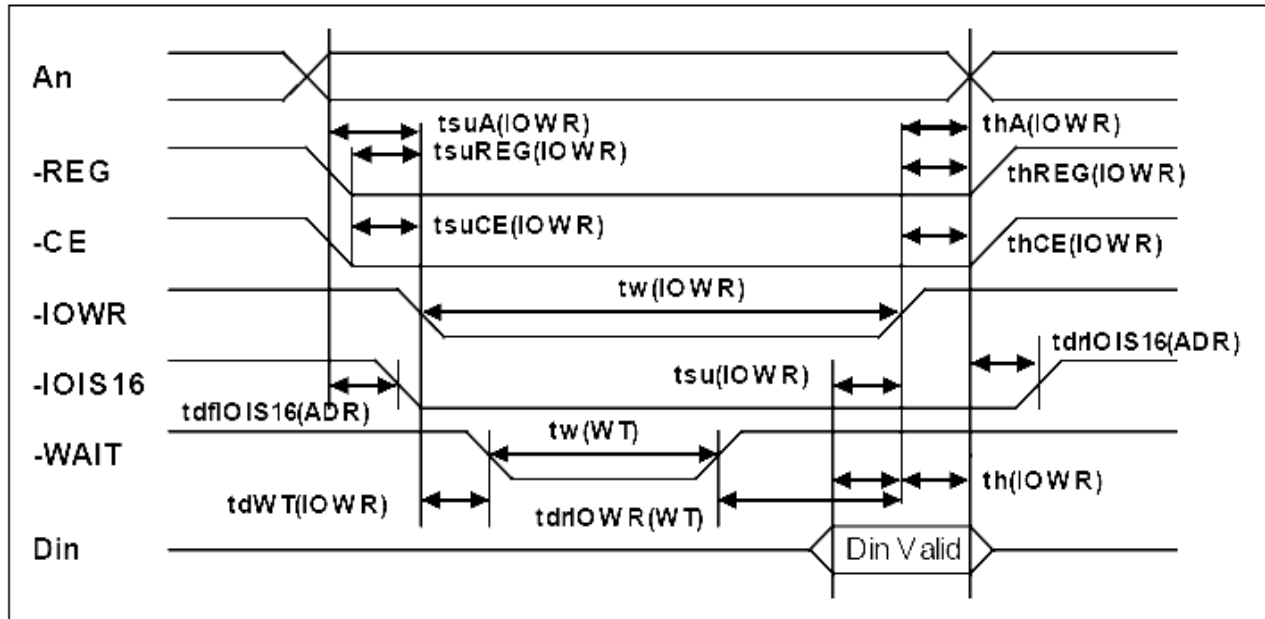 An
tsuA(IOWR)
thA(IOWR)
tsuREG(IOWR)
-REG
thREG(IOWR)
tsuCE(IOWR)
-CE
thCE(IOWR)
tw(IOWR)
-IOWR
tdrIOIS16(ADR)
-IOIS16
tsu(IOWR)
tdfIOIS16(ADR)
tw(WT)
-WAIT
th(IOWR)
tdWT(IOWR)
tdrIOWR(WT)
Din
Din Valid